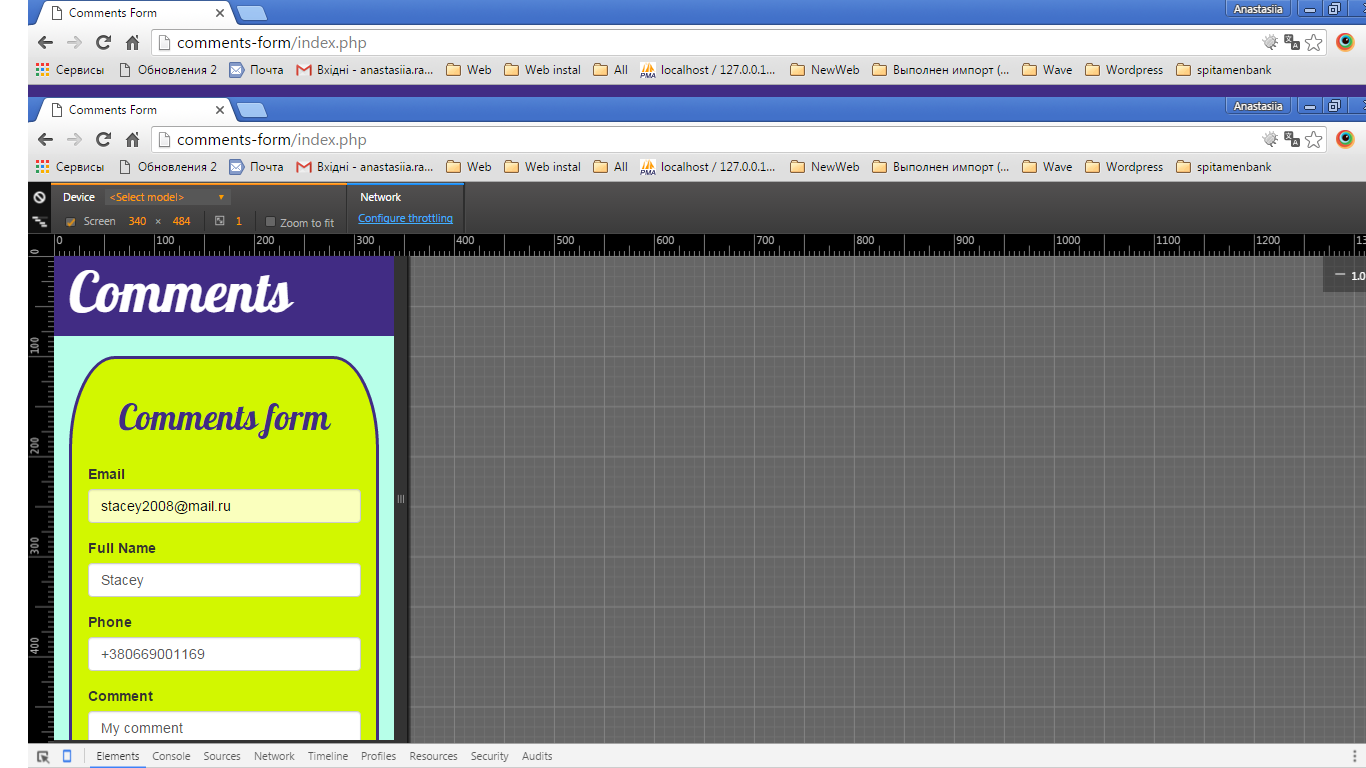 Comments Form
Anastasiia
comments-form/index.php
Сервисы Обновления 2 Почта Вхідні - anastasiia.ra... Web Web instal All PMA localhost / 127.0.0.1... NewWeb Выполнен импорт (... Wave Wordpress spitamenbank
Comments Form
Anastasiia
comments-form/index.php
Сервисы Обновления 2 Почта Вхідні - anastasiia.ra... Web Web instal All PMA localhost / 127.0.0.1... NewWeb Выполнен импорт (... Wave Wordpress spitamenbank
Device <Select model> Network
Screen 340 × 484 1 Zoom to fit Configure throttling
0 100 200 300 400 500 600 700 800 900 1000 1100 1200
0
100
200
300
400
1.0
Comments
Comments form
Email
stacey2008@mail.ru
Full Name
Stacey
Phone
+380669001169
Comment
My comment
Elements Console Sources Network Timeline Profiles Resources Security Audits